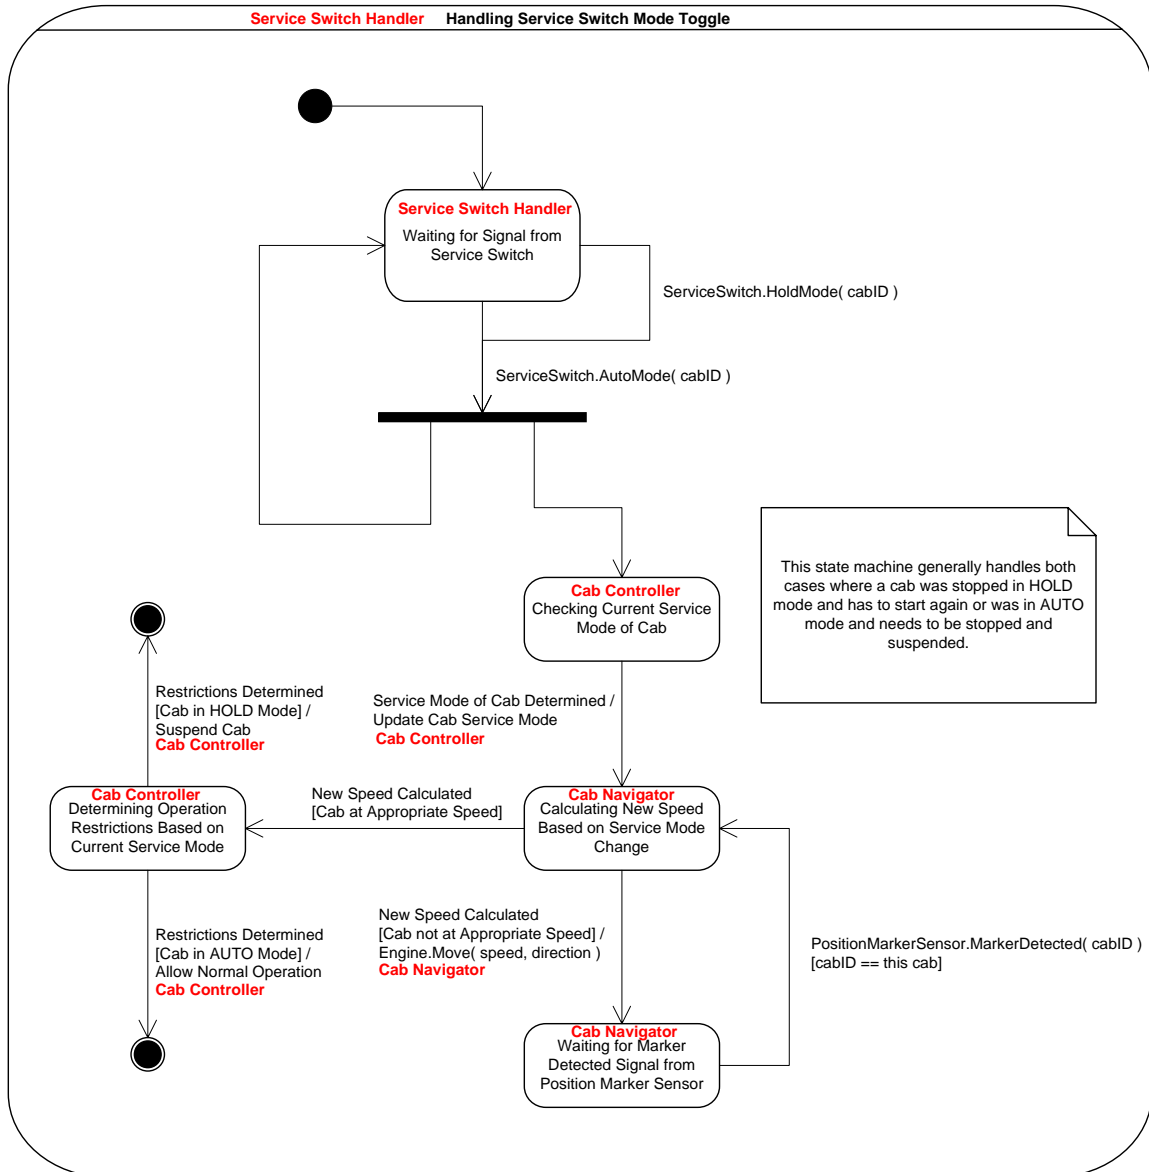 Service Switch Handler Handling Service Switch Mode Toggle
Service Switch Handler
Waiting for Signal from
Service Switch
ServiceSwitch.HoldMode( cabID )
ServiceSwitch.AutoMode( cabID )
This state machine generally handles both
cases where a cab was stopped in HOLD
mode and has to start again or was in AUTO
mode and needs to be stopped and
suspended.
Cab Controller
Checking Current Service
Mode of Cab
Restrictions Determined
[Cab in HOLD Mode] /
Suspend Cab
Cab Controller
Service Mode of Cab Determined /
Update Cab Service Mode
Cab Controller
Cab Controller
Determining Operation
Restrictions Based on
Current Service Mode
New Speed Calculated
[Cab at Appropriate Speed]
Cab Navigator
Calculating New Speed
Based on Service Mode
Change
Restrictions Determined
[Cab in AUTO Mode] /
Allow Normal Operation
Cab Controller
New Speed Calculated
[Cab not at Appropriate Speed] /
Engine.Move( speed, direction )
Cab Navigator
PositionMarkerSensor.MarkerDetected( cabID )
[cabID == this cab]
Cab Navigator
Waiting for Marker
Detected Signal from
Position Marker Sensor